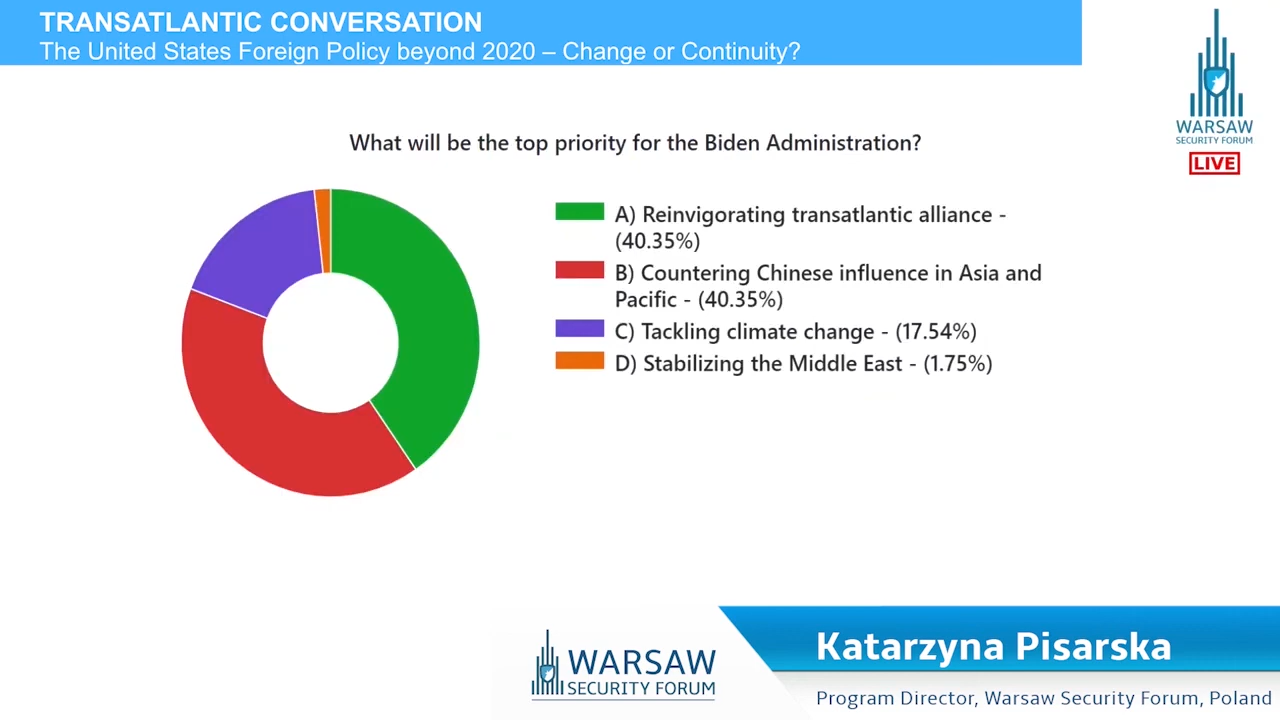 TRANSATLANTIC CONVERSATION
The United States Foreign Policy beyond 2020 – Change or Continuity?
WARSAW
SECURITY FORUM
LIVE
What will be the top priority for the Biden Administration?
A) Reinvigorating transatlantic alliance -
(40.35%)
B) Countering Chinese influence in Asia and
Pacific - (40.35%)
C) Tackling climate change - (17.54%)
D) Stabilizing the Middle East - (1.75%)
WARSAW
SECURITY FORUM
Katarzyna Pisarska
Program Director, Warsaw Security Forum, Poland